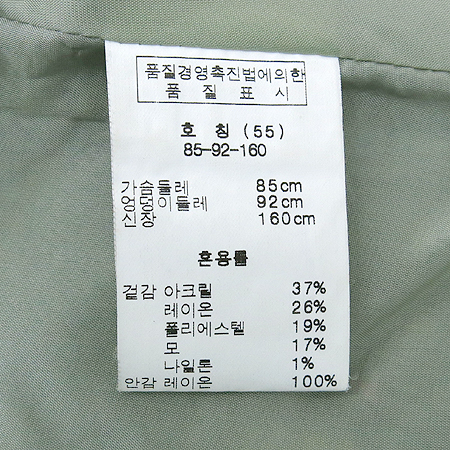 품질경영촉진법에의한
품 질 표 시
호 칭 (55)
85-92-160
가슴둘레 85cm
엉덩이둘레 92cm
신장 160cm
혼용률
겉감 아크릴 37%
레이온 26%
폴리에스텔 19%
모 17%
나일론 1%
안감 레이온 100%